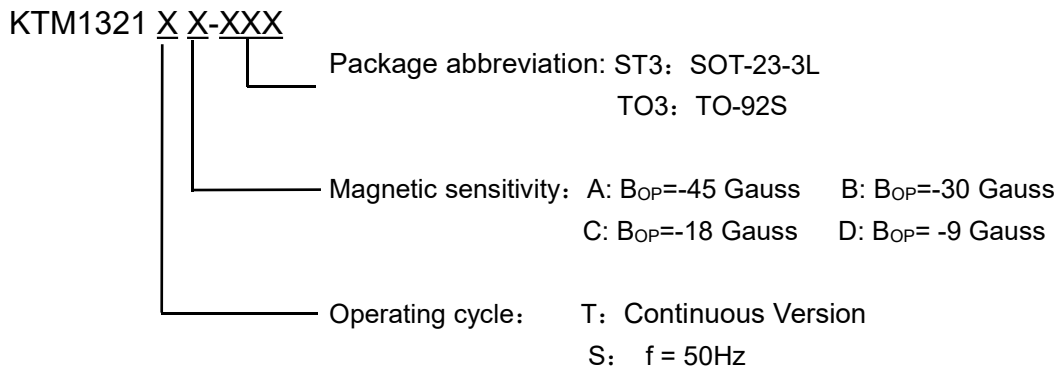 KTM1321 X X-XXX
Package abbreviation: ST3：SOT-23-3L
TO3：TO-92S
Magnetic sensitivity：A: BOP=-45 Gauss B: BOP=-30 Gauss
C: BOP=-18 Gauss D: BOP= -9 Gauss
Operating cycle： T：Continuous Version
S： f = 50Hz